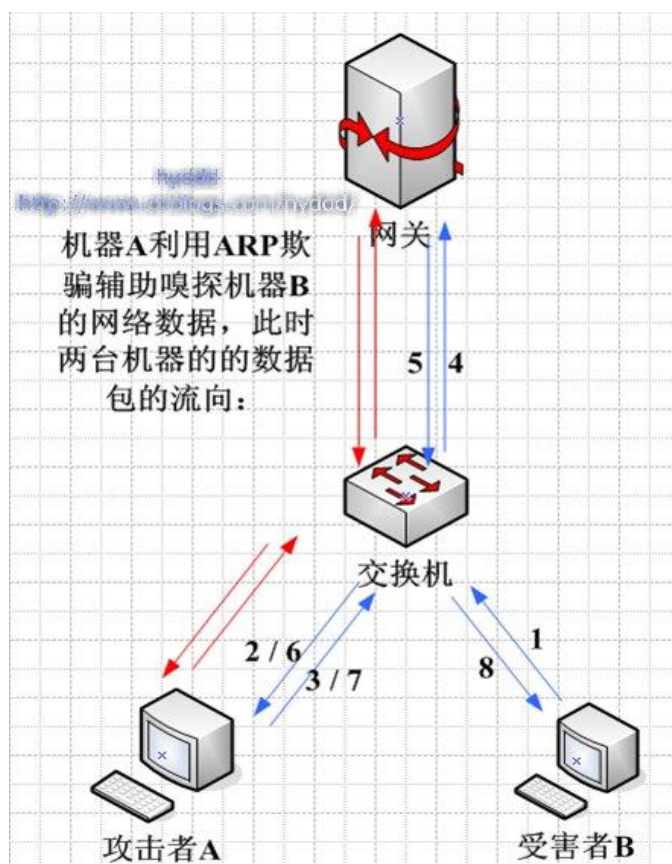 hyddd
网关
机器A利用ARP欺
骗辅助嗅探机器B
的网络数据，此时
两台机器的的数据
包的流向：
5 4
交换机
2 / 6
3 / 7
1
8
攻击者A
受害者B